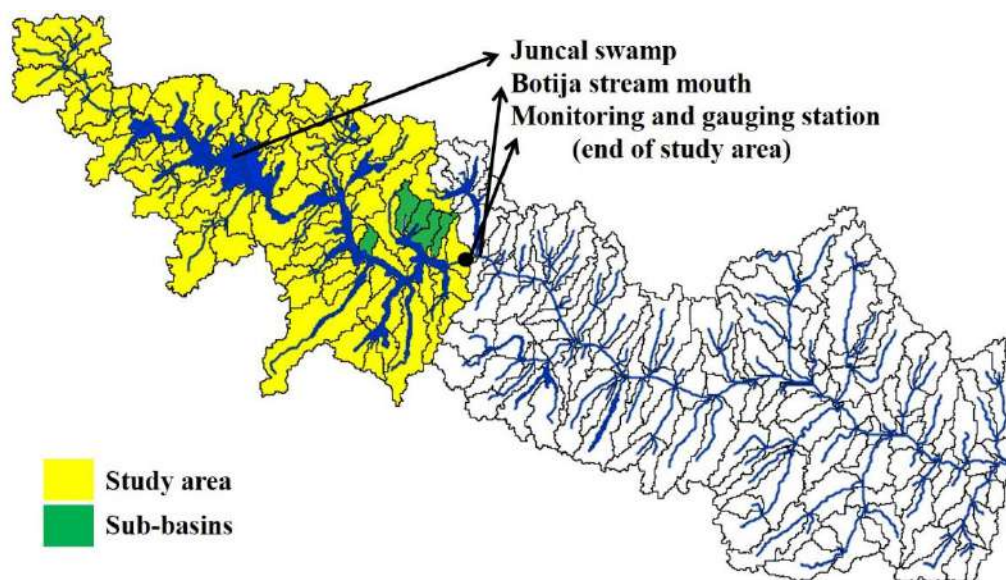 Juncal swamp
Botija stream mouth
Monitoring and gauging station
(end of study area)
Study area
Sub-basins